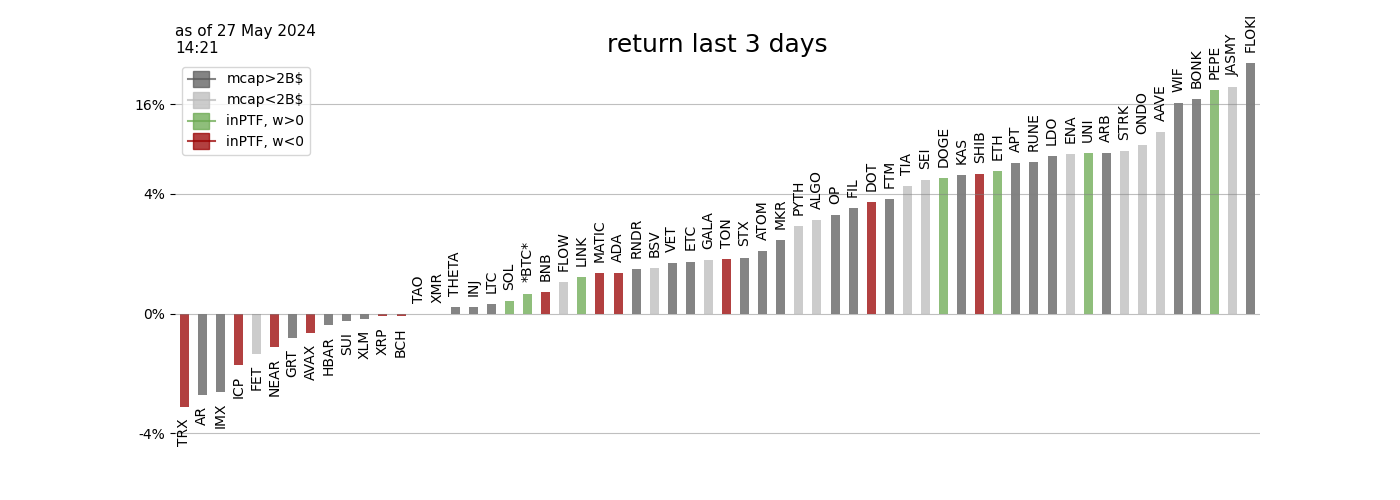 as of 27 May 2024
14:21
return last 3 days
mcap>2B$
mcap<2B$
inPTF, w>0
inPTF, w<0
16%
4%
0%
-4%
TRX
AR
IMX
ICP
FET
NEAR
GRT
AVAX
HBAR
SUI
XLM
XRP
BCH
TAO
XMR
THETA
INJ
LTC
SOL
*BTC*
BNB
FLOW
LINK
MATIC
ADA
RNDR
BSV
VET
ETC
GALA
TON
STX
ATOM
MKR
PYTH
ALGO
OP
FIL
DOT
FTM
TIA
SEI
DOGE
KAS
SHIB
ETH
APT
RUNE
LDO
ENA
UNI
ARB
STRK
ONDO
AAVE
WIF
BONK
PEPE
JASMY
FLOKI